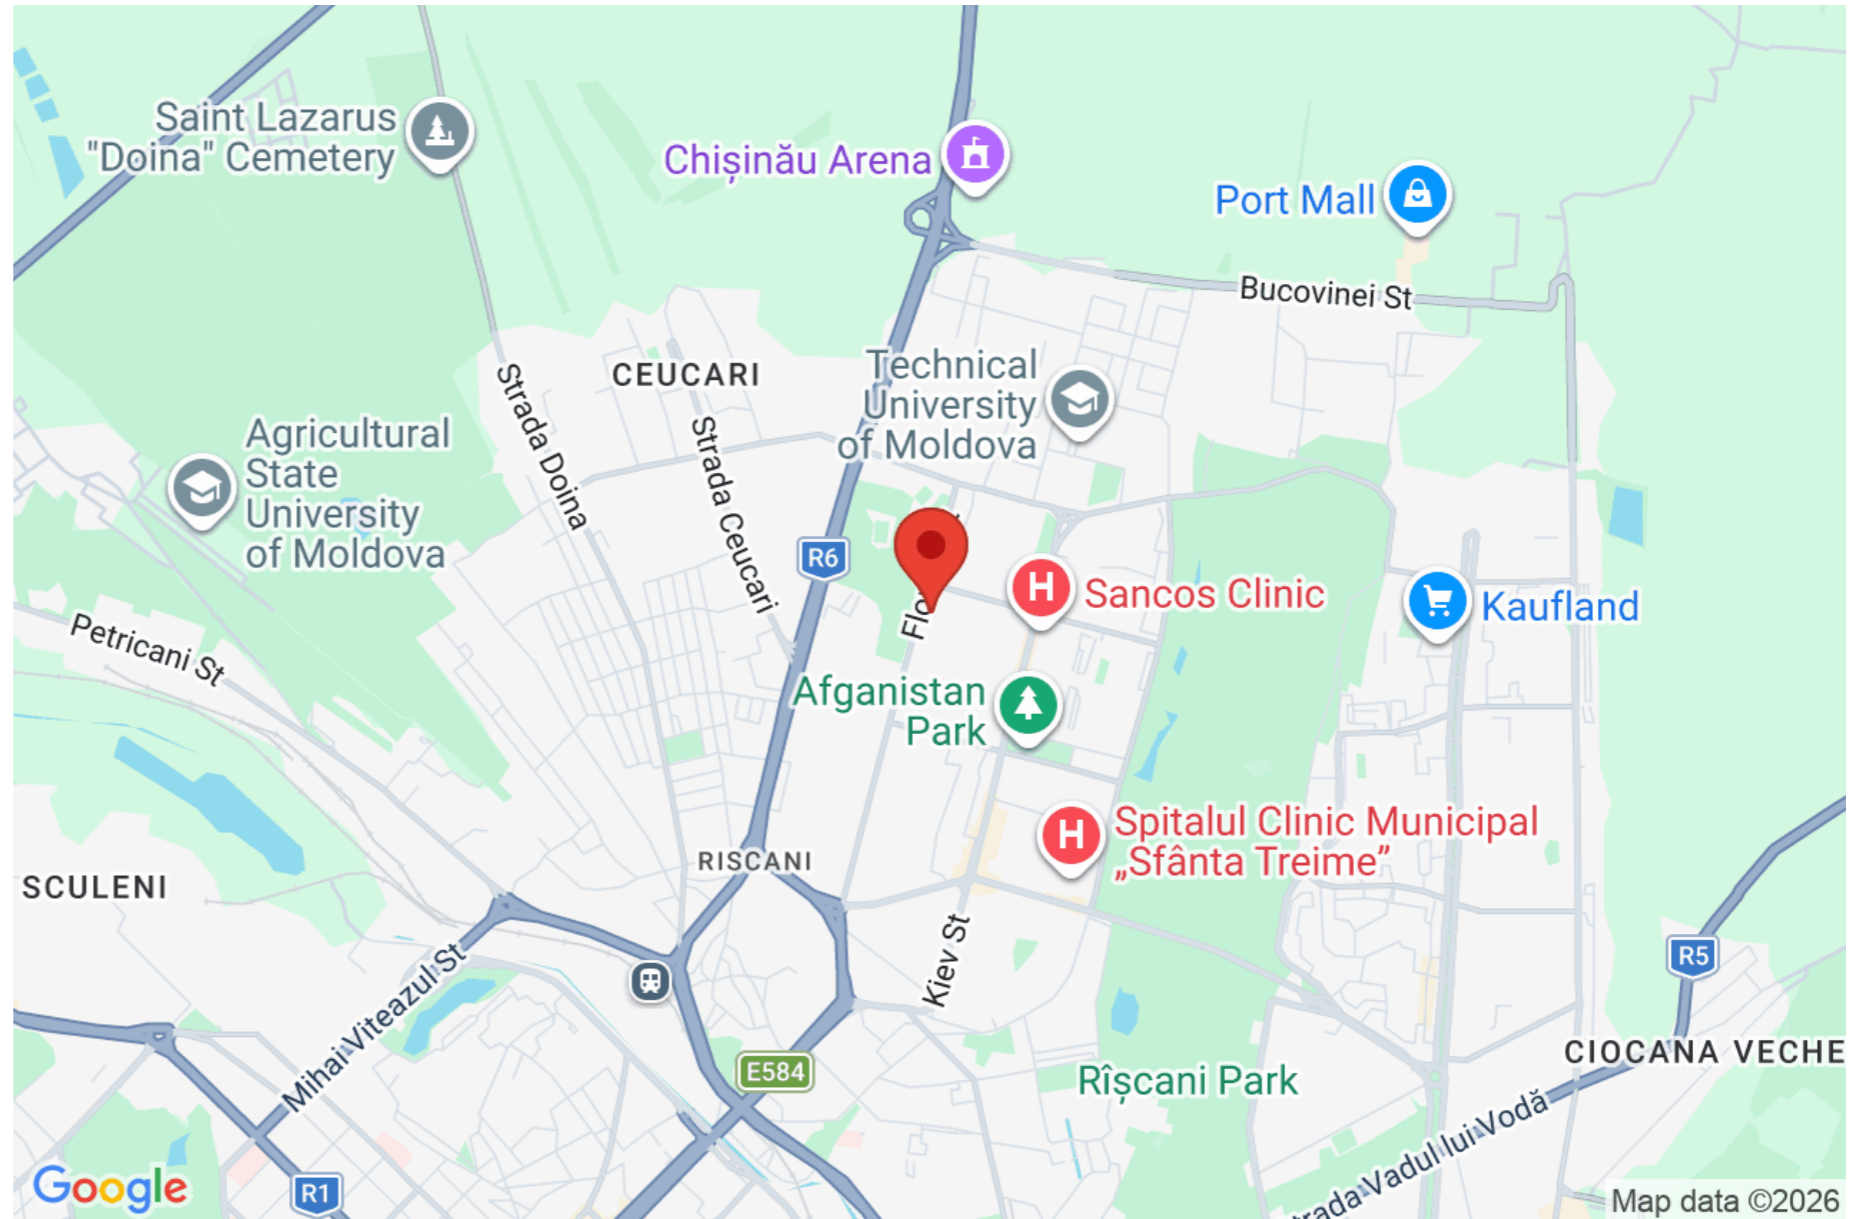 Saint Lazarus
"Doina" Cemetery
Chișinău Arena
Port Mall
Bucovinei St
CEUCARI
Technical
University
of Moldova
Strada Doina
Strada Ceucari
Agricultural
State
University
of Moldova
R6
Sancos Clinic
Kaufland
Petricani St
Afganistan
Park
Spitalul Clinic Municipal
„Sfânta Treime”
RISCANI
SCULENI
Mihai Viteazul St
Kiev St
R5
E584
CIOCANA VECHE
Rîșcani Park
Vadul lui Vodă
R1
Google
Map data ©2026